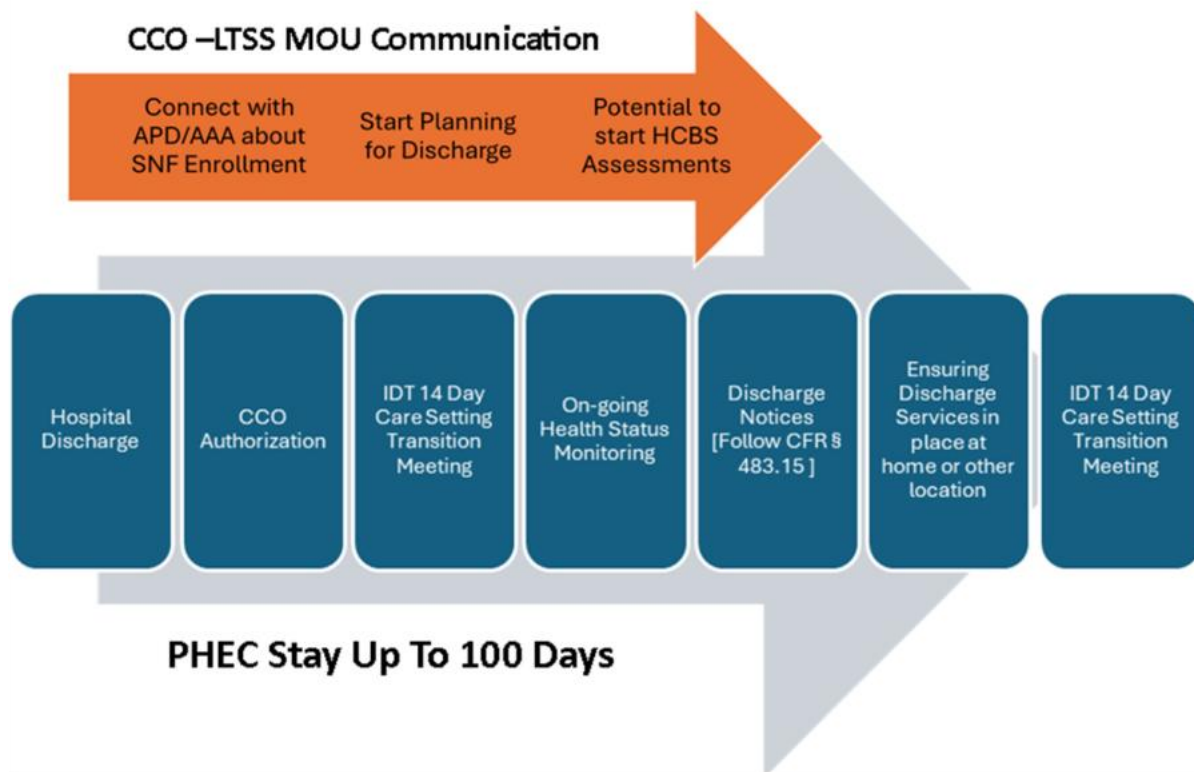 CCO –LTSS MOU Communication
Connect with
APD/AAA about
SNF Enrollment
Start Planning
for Discharge
Potential to
start HCBS
Assessments
Hospital
Discharge
CCO
Authorization
IDT 14 Day
Care Setting
Transition
Meeting
On-going
Health Status
Monitoring
Discharge
Notices
[Follow CFR §
483.15 ]
Ensuring
Discharge
Services in
place at
home or other
location
IDT 14 Day
Care Setting
Transition
Meeting
PHEC Stay Up To 100 Days